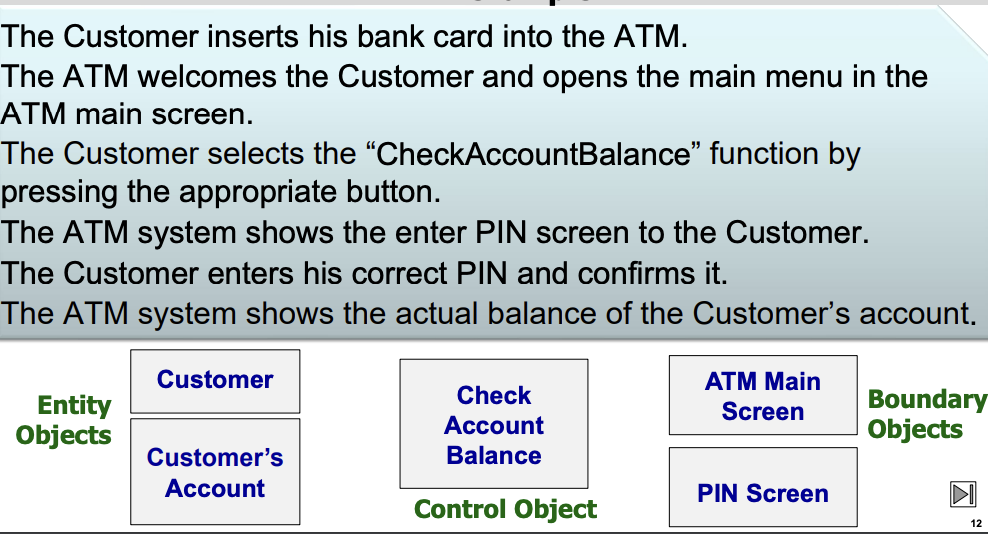 The Customer inserts his bank card into the ATM.
The ATM welcomes the Customer and opens the main menu in the
ATM main screen.
The Customer selects the “CheckAccountBalance” function by
pressing the appropriate button.
The ATM system shows the enter PIN screen to the Customer.
The Customer enters his correct PIN and confirms it.
The ATM system shows the actual balance of the Customer’s account.
Entity
Objects
Customer
Customer’s
Account
Check
Account
Balance
Control Object
ATM Main
Screen
PIN Screen
Boundary
Objects
12